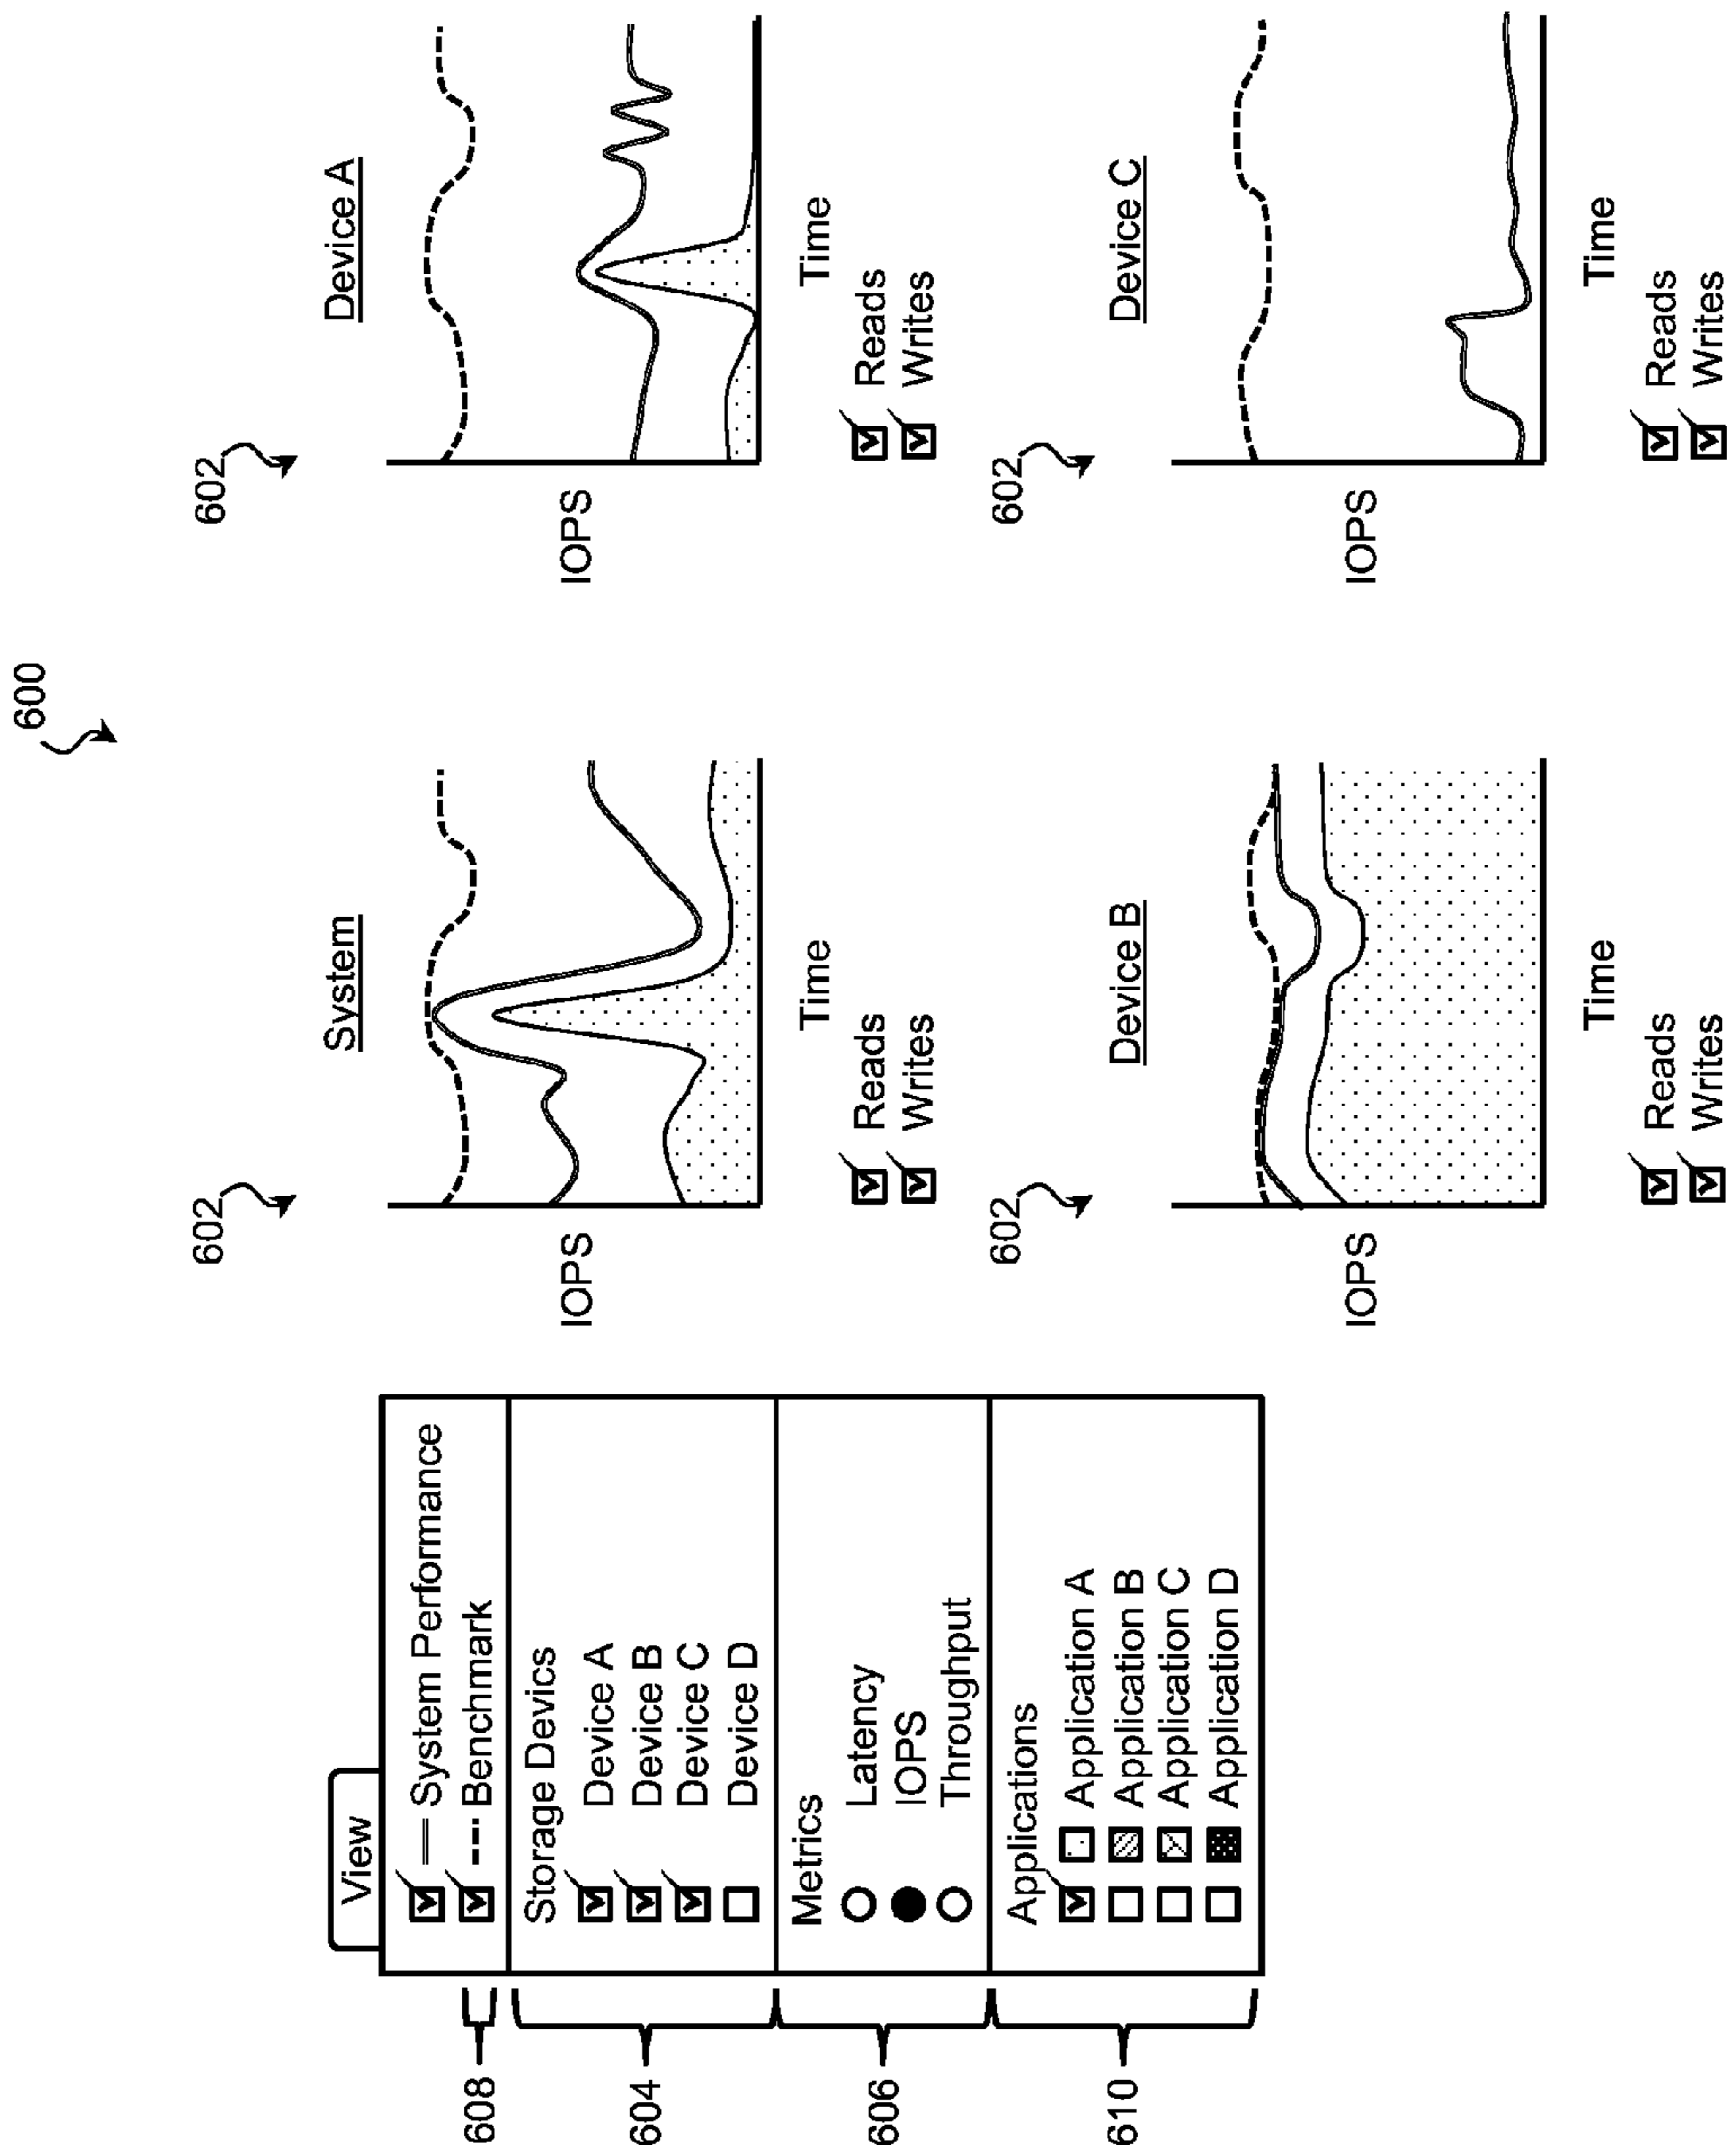 600
View
System Performance
Benchmark
608
Storage Devics
Device A
Device B
Device C
Device D
604
Metrics
Latency
IOPS
Throughput
606
Applications
Application A
Application B
Application C
Application D
610
602
System
IOPS
Time
Reads
Writes
602
Device A
IOPS
Time
Reads
Writes
602
Device B
IOPS
Time
Reads
Writes
602
Device C
IOPS
Time
Reads
Writes